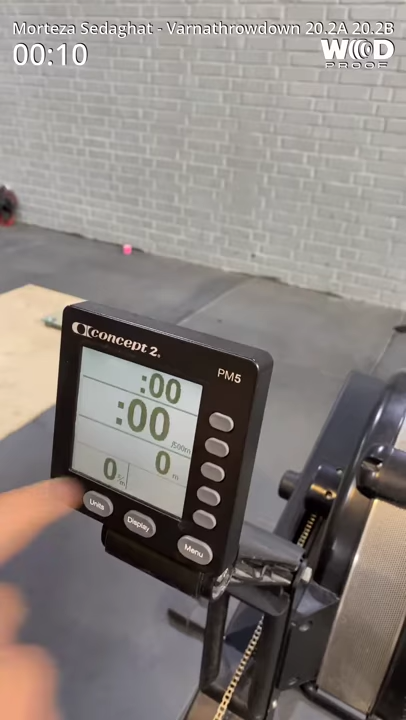 Morteza Sedaghat - Varnathrowdown 20.2A 20.2B
00:10
WOD
PROOF
concept 2.
PM5
:00
:00
/500m
0 m
0 s/m
Units
Display
Menu